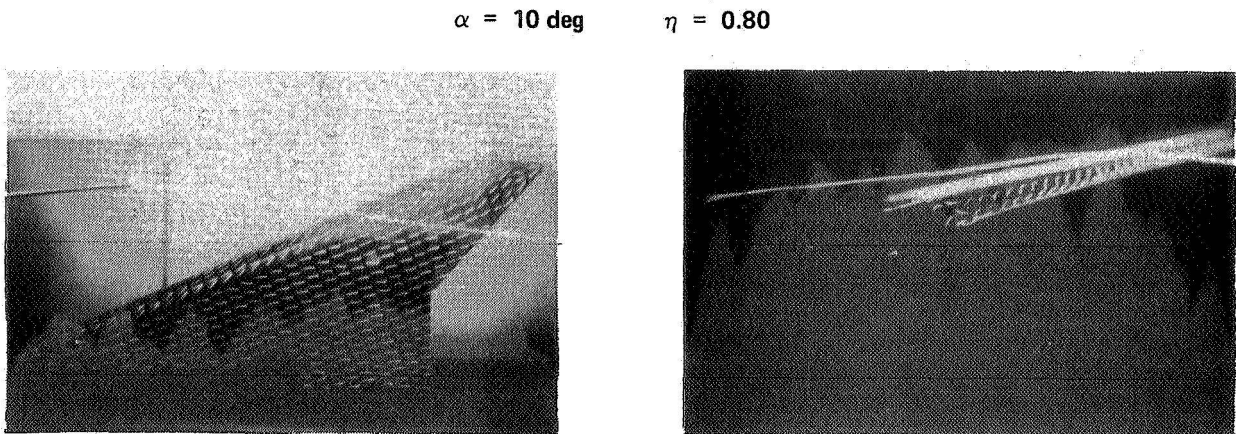 α = 10 deg η = 0.80